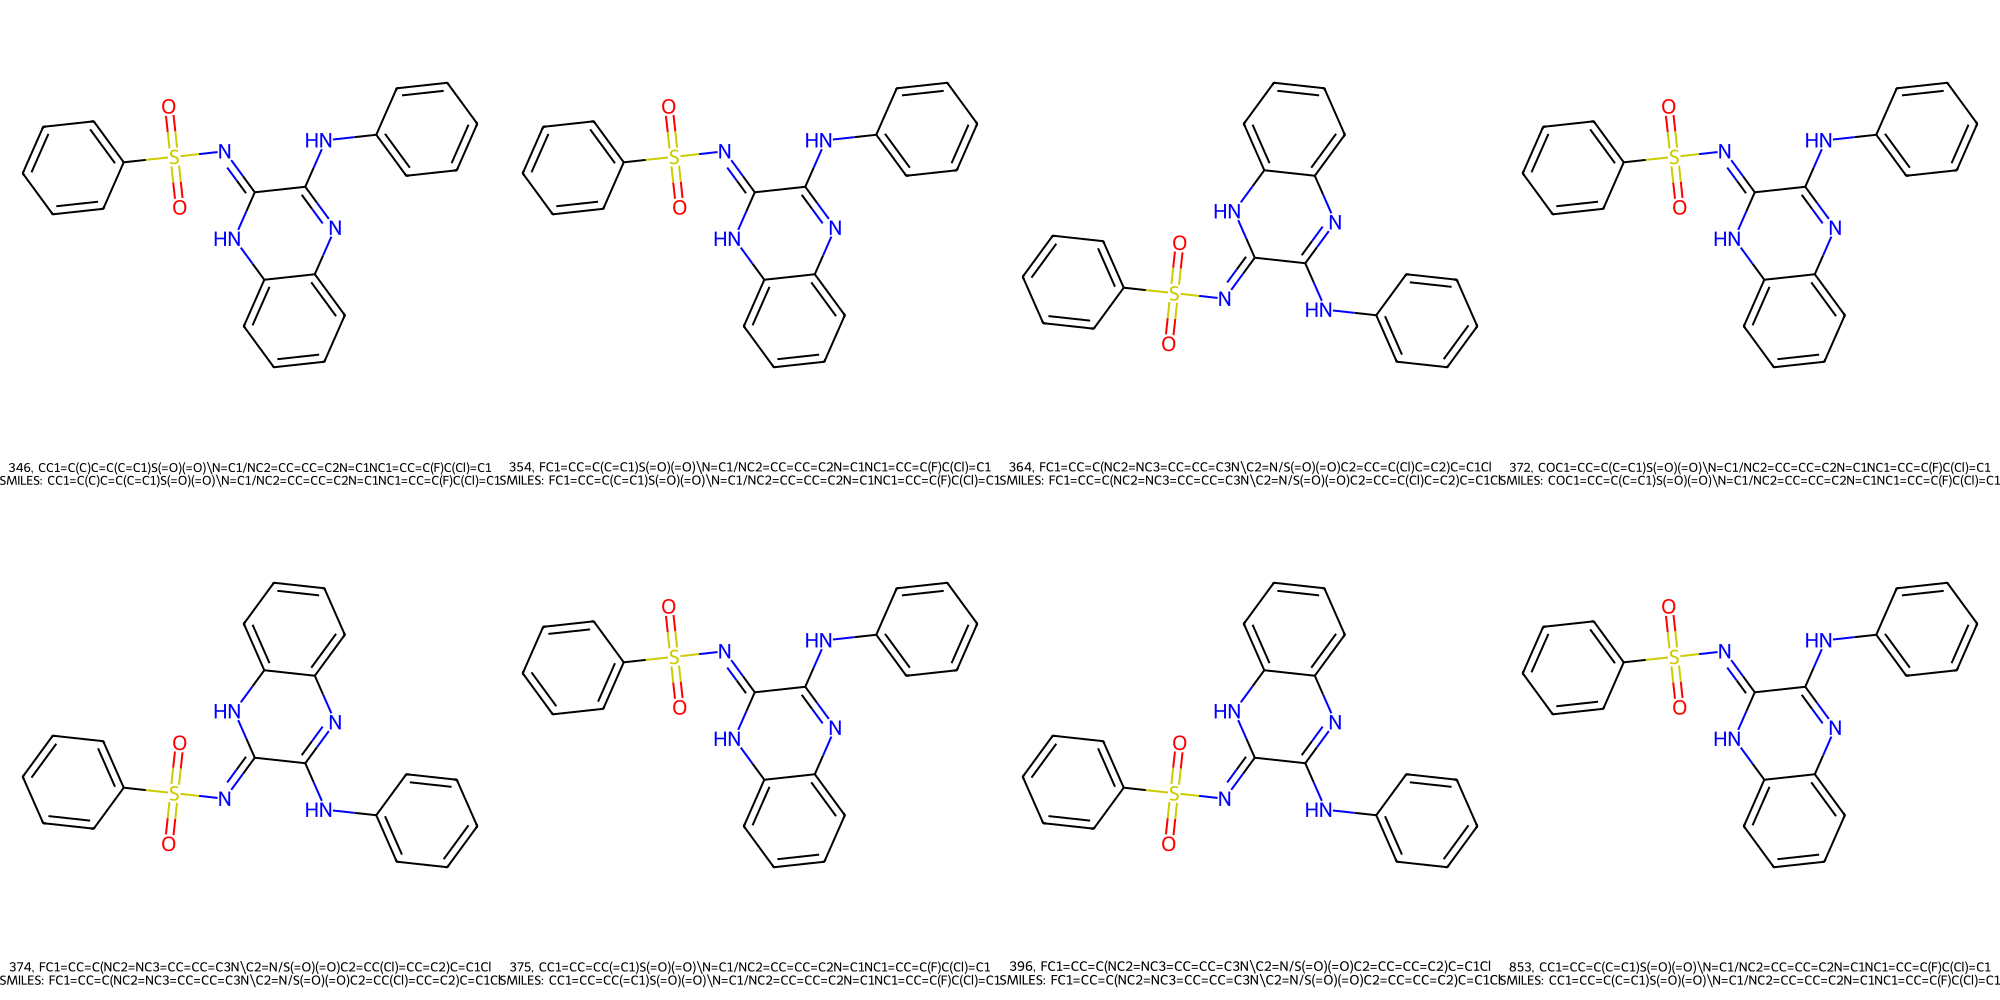 O
HN
N
S
O
N
HN
346, CC1=C(C)C=C(C=C1)S(=O)(=O)\N=C1/NC2=CC=CC=C2N=C1NC1=CC=C(F)C(Cl)=C1
SMILES: CC1=C(C)C=C(C=C1)S(=O)(=O)\N=C1/NC2=CC=CC=C2N=C1NC1=CC=C(F)C(Cl)=C1
O
HN
N
S
O
N
HN
354, FC1=CC=C(C=C1)S(=O)(=O)\N=C1/NC2=CC=CC=C2N=C1NC1=CC=C(F)C(Cl)=C1
SMILES: FC1=CC=C(C=C1)S(=O)(=O)\N=C1/NC2=CC=CC=C2N=C1NC1=CC=C(F)C(Cl)=C1
HN
N
O
S
N
HN
O
364, FC1=CC=C(NC2=NC3=CC=CC=C3N\C2=N/S(=O)(=O)C2=CC=C(Cl)C=C2)C=C1Cl
SMILES: FC1=CC=C(NC2=NC3=CC=CC=C3N\C2=N/S(=O)(=O)C2=CC=C(Cl)C=C2)C=C1Cl
O
HN
N
S
O
N
HN
372, COC1=CC=C(C=C1)S(=O)(=O)\N=C1/NC2=CC=CC=C2N=C1NC1=CC=C(F)C(Cl)=C1
SMILES: COC1=CC=C(C=C1)S(=O)(=O)\N=C1/NC2=CC=CC=C2N=C1NC1=CC=C(F)C(Cl)=C1
HN
N
O
S
N
HN
O
374, FC1=CC=C(NC2=NC3=CC=CC=C3N\C2=N/S(=O)(=O)C2=CC(Cl)=CC=C2)C=C1Cl
SMILES: FC1=CC=C(NC2=NC3=CC=CC=C3N\C2=N/S(=O)(=O)C2=CC(Cl)=CC=C2)C=C1Cl
O
HN
N
S
O
N
HN
375, CC1=CC=CC(=C1)S(=O)(=O)\N=C1/NC2=CC=CC=C2N=C1NC1=CC=C(F)C(Cl)=C1
SMILES: CC1=CC=CC(=C1)S(=O)(=O)\N=C1/NC2=CC=CC=C2N=C1NC1=CC=C(F)C(Cl)=C1
HN
N
O
S
N
HN
O
396, FC1=CC=C(NC2=NC3=CC=CC=C3N\C2=N/S(=O)(=O)C2=CC=CC=C2)C=C1Cl
SMILES: FC1=CC=C(NC2=NC3=CC=CC=C3N\C2=N/S(=O)(=O)C2=CC=CC=C2)C=C1Cl
O
HN
N
S
O
N
HN
853, CC1=CC=C(C=C1)S(=O)(=O)\N=C1/NC2=CC=CC=C2N=C1NC1=CC=C(F)C(Cl)=C1
SMILES: CC1=CC=C(C=C1)S(=O)(=O)\N=C1/NC2=CC=CC=C2N=C1NC1=CC=C(F)C(Cl)=C1